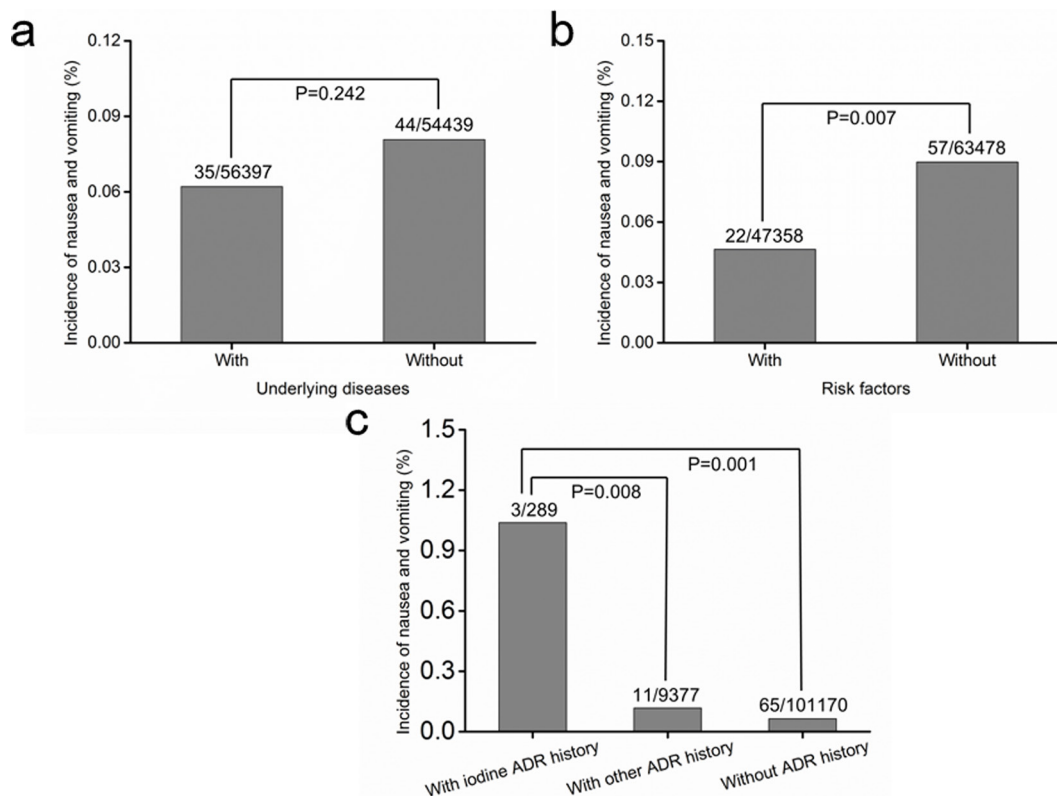 a
Incidence of nausea and vomiting (%)
0.12
0.09
0.06
0.03
0.00
P=0.242
35/56397
44/54439
With
Without
Underlying diseases
b
Incidence of nausea and vomiting (%)
0.15
0.12
0.09
0.06
0.03
0.00
P=0.007
22/47358
57/63478
With
Without
Risk factors
c
Incidence of nausea and vomiting (%)
1.5
1.2
0.9
0.6
0.3
0.0
P=0.001
P=0.008
3/289
11/9377
65/101170
With iodine ADR history
With other ADR history
Without ADR history